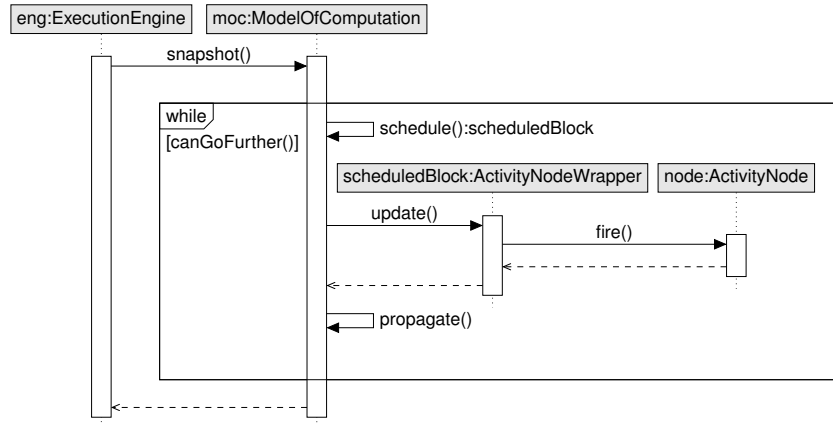 eng:ExecutionEngine
moc:ModelOfComputation
snapshot()
while
schedule():scheduledBlock
[canGoFurther()]
scheduledBlock:ActivityNodeWrapper
node:ActivityNode
update()
fire()
propagate()